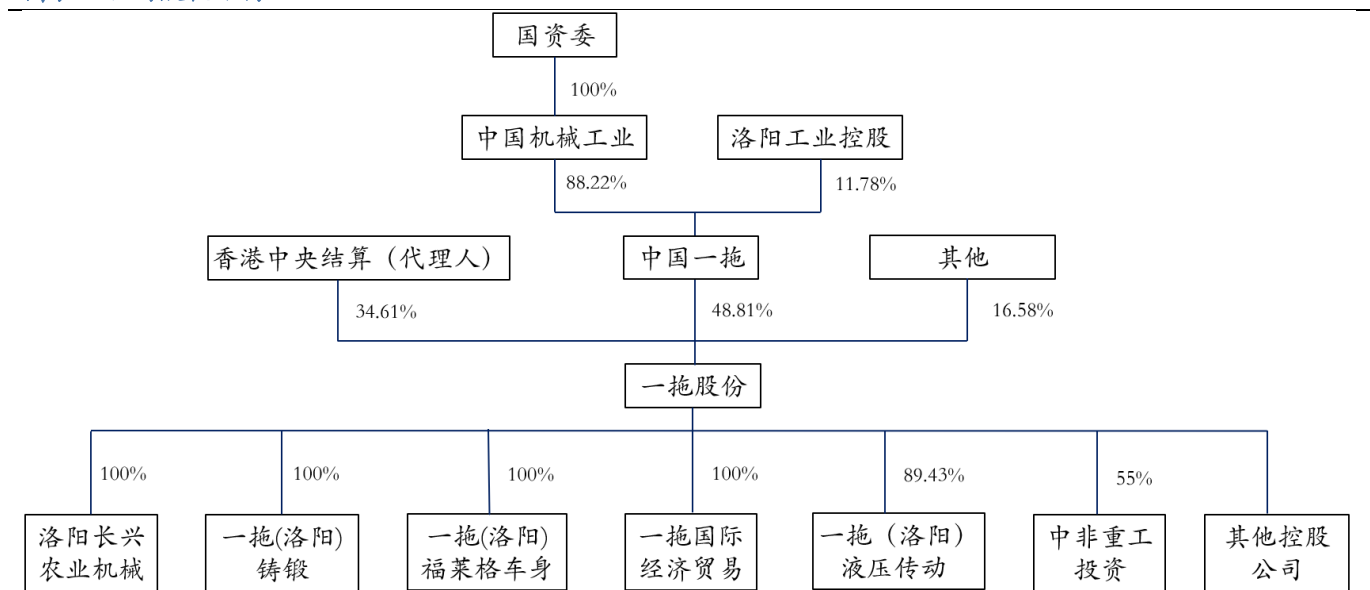 国资委
100%
中国机械工业
洛阳工业控股
88.22%
11.78%
香港中央结算（代理人）
中国一拖
其他
34.61%
48.81%
16.58%
一拖股份
100%
100%
100%
100%
89.43%
55%
洛阳长兴
农业机械
一拖(洛阳)
铸锻
一拖(洛阳)
福莱格车身
一拖国际
经济贸易
一拖（洛阳）
液压传动
中非重工
投资
其他控股
公司